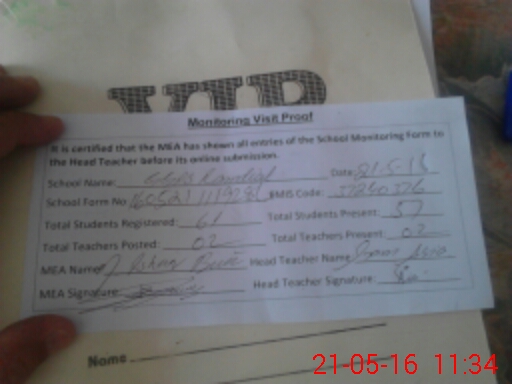 VIP
Monitoring Visit Proof
It is certified that the MEA has shown all entries of the School Monitoring Form to
the Head Teacher before its online submission.
School Name: Date: 21-5-16
School Form No EMIS Code: 37230326
Total Students Registered: 61 Total Students Present: 57
Total Teachers Posted: 02 Total Teachers Present: 02
MEA Name Head Teacher Name
MEA Signature: Head Teacher Signature:
Name
21-05-16 11:34